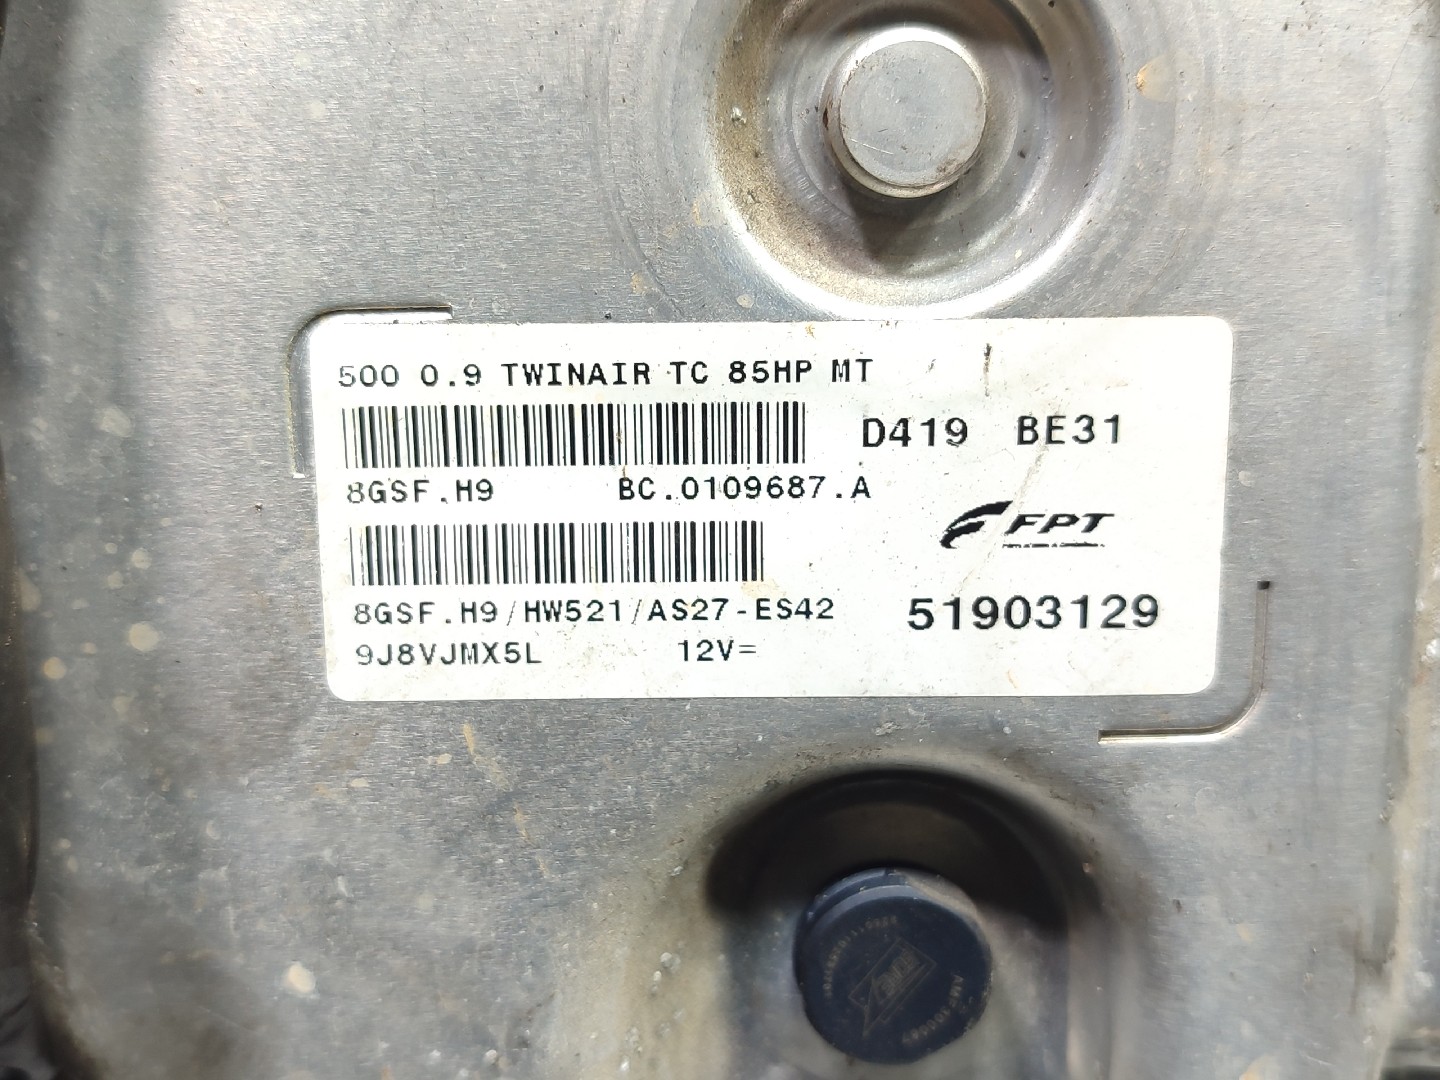 500 0.9 TWINAIR TC 85HP MT
D419 BE31
8GSF.H9 BC.0109687.A
FPT
8GSF.H9/HW521/AS27-ES42
51903129
9J8VJMX5L 12V=